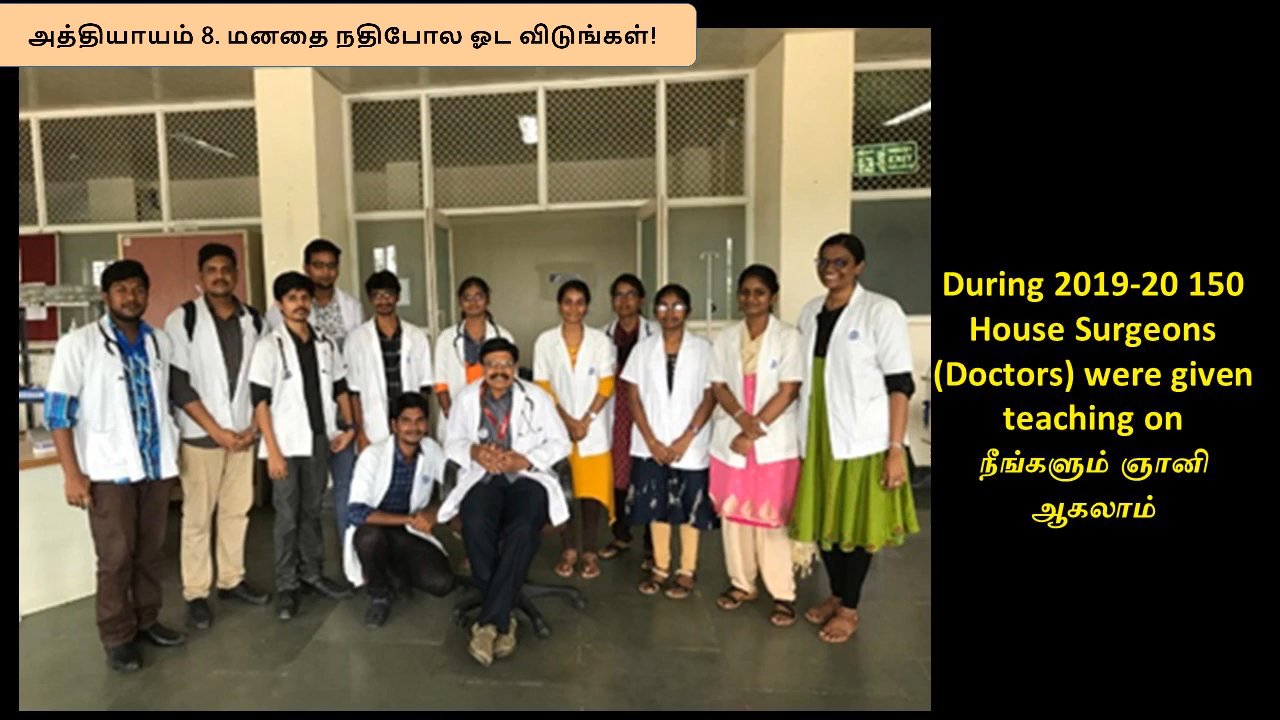 அத்தியாயம் 8. மனதை நதிபோல ஓட விடுங்கள்!
EXIT
During 2019-20 150
House Surgeons
(Doctors) were given
teaching on
நீங்களும் ஞானி
ஆகலாம்